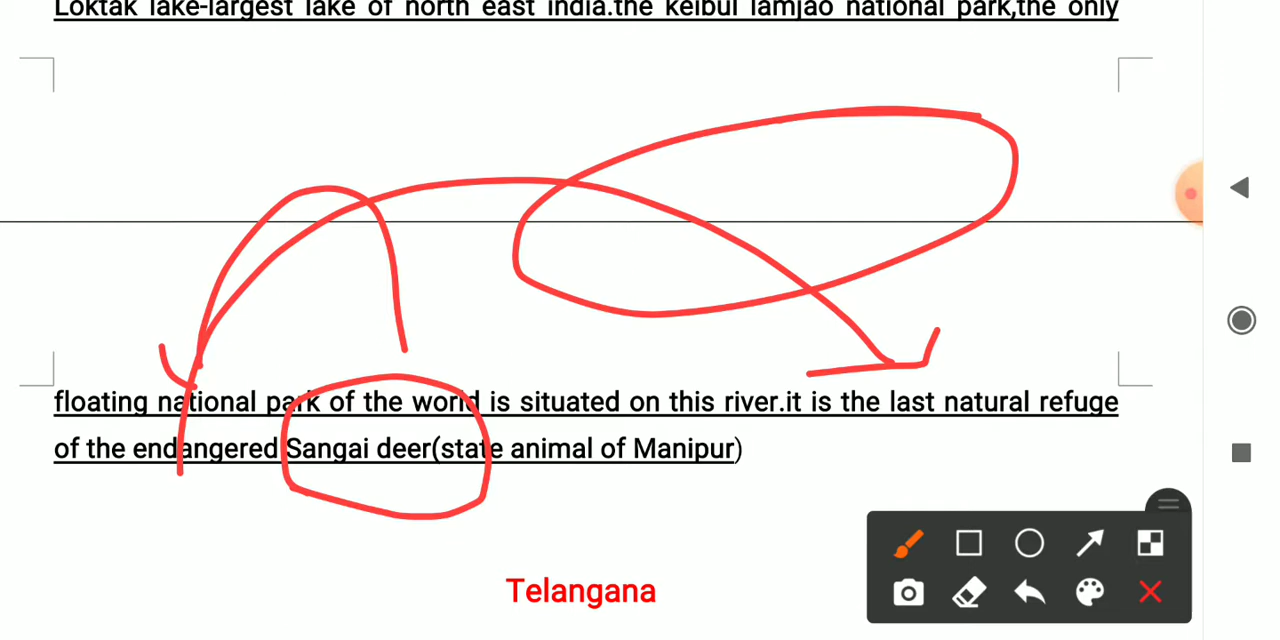 Loktak lake-largest lake of north east india.the keibul lamjao national park,the only
floating national park of the world is situated on this river.it is the last natural refuge
of the endangered Sangai deer(state animal of Manipur)
Telangana